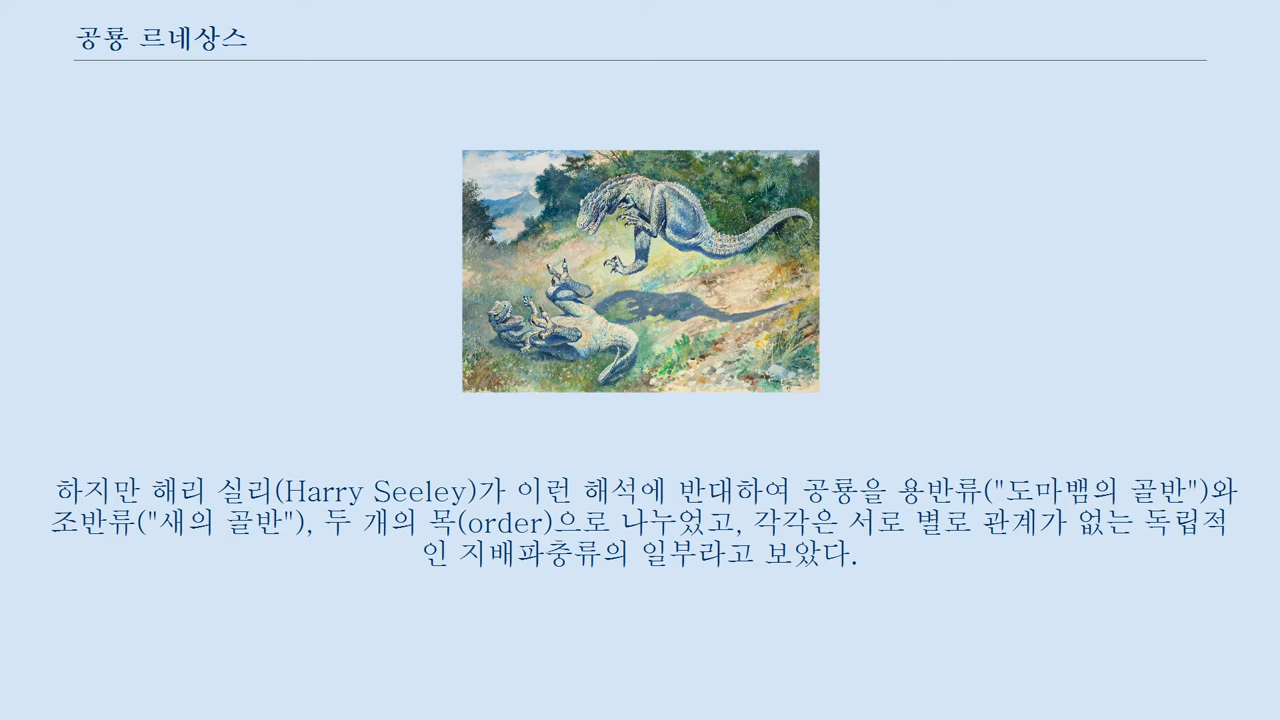 공룡 르네상스
하지만 해리 실리(Harry Seeley)가 이런 해석에 반대하여 공룡을 용반류("도마뱀의 골반")와
조반류("새의 골반"), 두 개의 목(order)으로 나누었고, 각각은 서로 별로 관계가 없는 독립적
인 지배파충류의 일부라고 보았다.